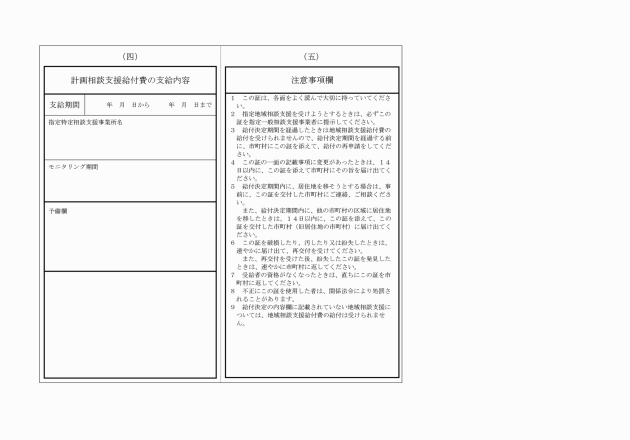 （四）
計画相談支援給付費の支給内容
支給期間　　年　月　日から　　年　月　日まで
指定特定相談支援事業所名
モニタリング期間
予備欄
（五）
注意事項欄
１　この証は、各面をよく読んで大切に持っていてくださ
い。
２　指定地域相談支援を受けようとするときは、必ずこの
証を指定一般相談支援事業者に提示してください。
３　給付決定期間を経過したときは地域相談支援給付費の
給付を受けられませんので、給付決定期間を経過する前
に、市町村にこの証を添えて、給付の再申請をしてくだ
さい。
４　この証の一面の記載事項に変更があったときは、１４
日以内に、この証を添えて市町村にその旨を届け出てく
ださい。
５　給付決定期間内に、居住地を移そうとする場合は、事
前に、この証を交付した市町村にご連絡、ご相談くださ
い。
　　また、給付決定期間内に、他の市町村の区域に居住地
を移したときは、１４日以内に、この証を添えて、この
証を交付した市町村（旧居住地の市町村）に届け出てく
ださい。
６　この証を破損したり、汚したり又は紛失したときは、
速やかに届け出て、再交付を受けてください。
　　また、再交付を受けた後、紛失したこの証を発見した
ときは、速やかに市町村に返してください。
７　受給者の資格がなくなったときは、直ちにこの証を市
町村に返してください。
８　不正にこの証を使用した者は、関係法令により処罰さ
れることがあります。
９　給付決定の内容欄に記載されていない地域相談支援に
ついては、地域相談支援給付費の給付は受けられませ
ん。